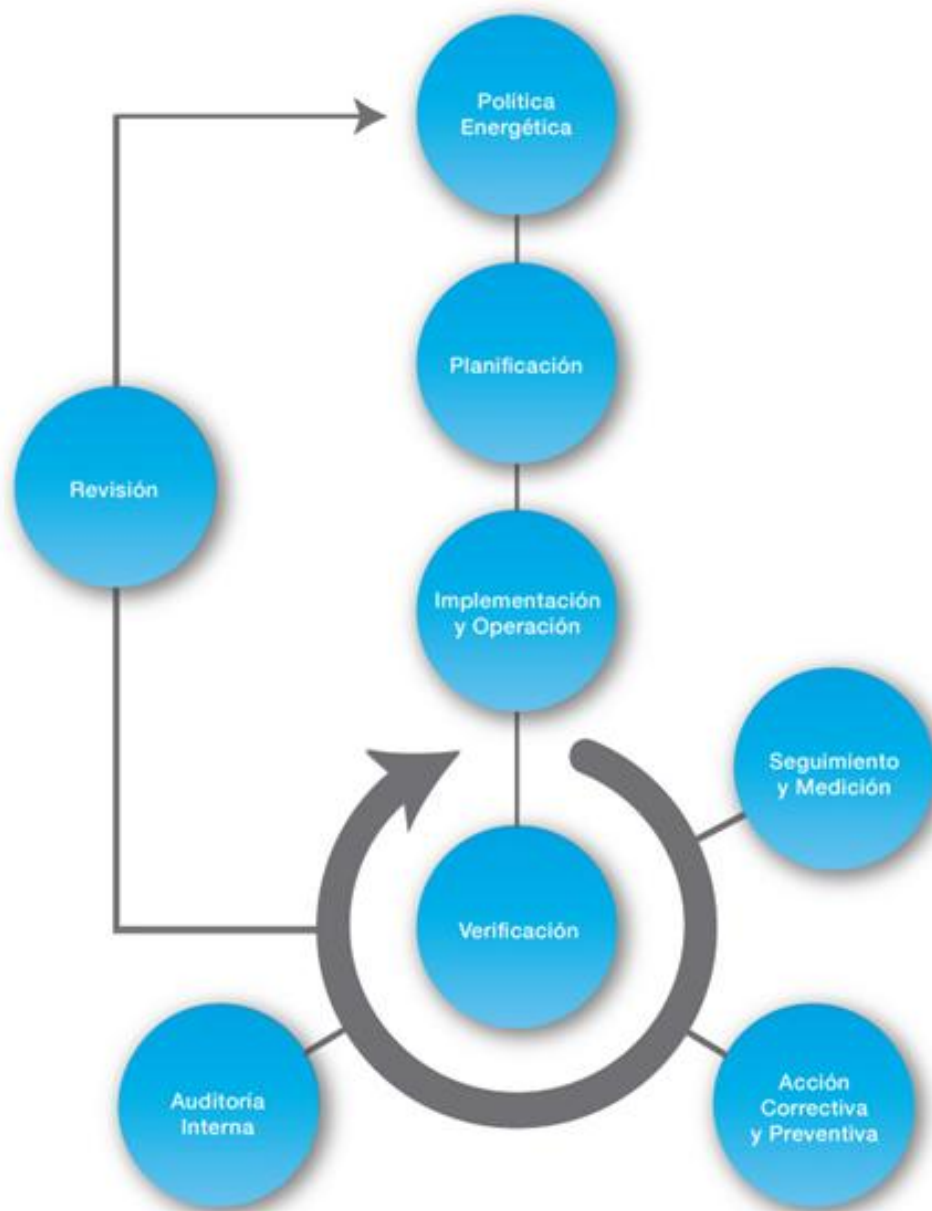 Política
Energética
Planificación
Revisión
Implementación
y Operación
Seguimiento
y Medición
Verificación
Auditoría
Interna
Acción
Correctiva
y Preventiva